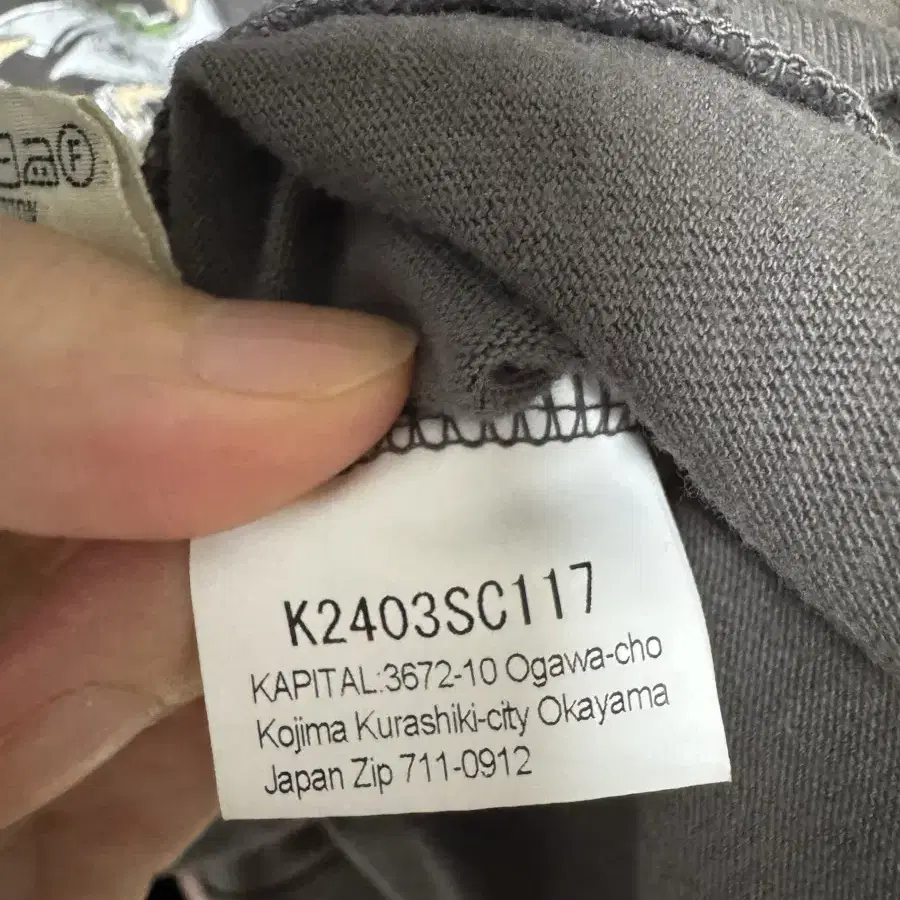 F
K2403SC117
KAPITAL:3672-10 Ogawa-cho
Kojima Kurashiki-city Okayama
Japan Zip 711-0912